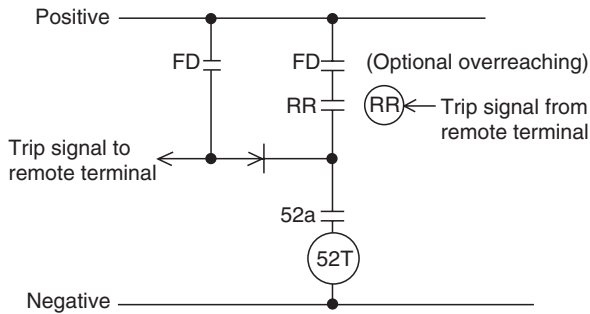 Positive
FD
FD
(Optional overreaching)
RR
RR
Trip signal from
remote terminal
Trip signal to
remote terminal
52a
52T
Negative